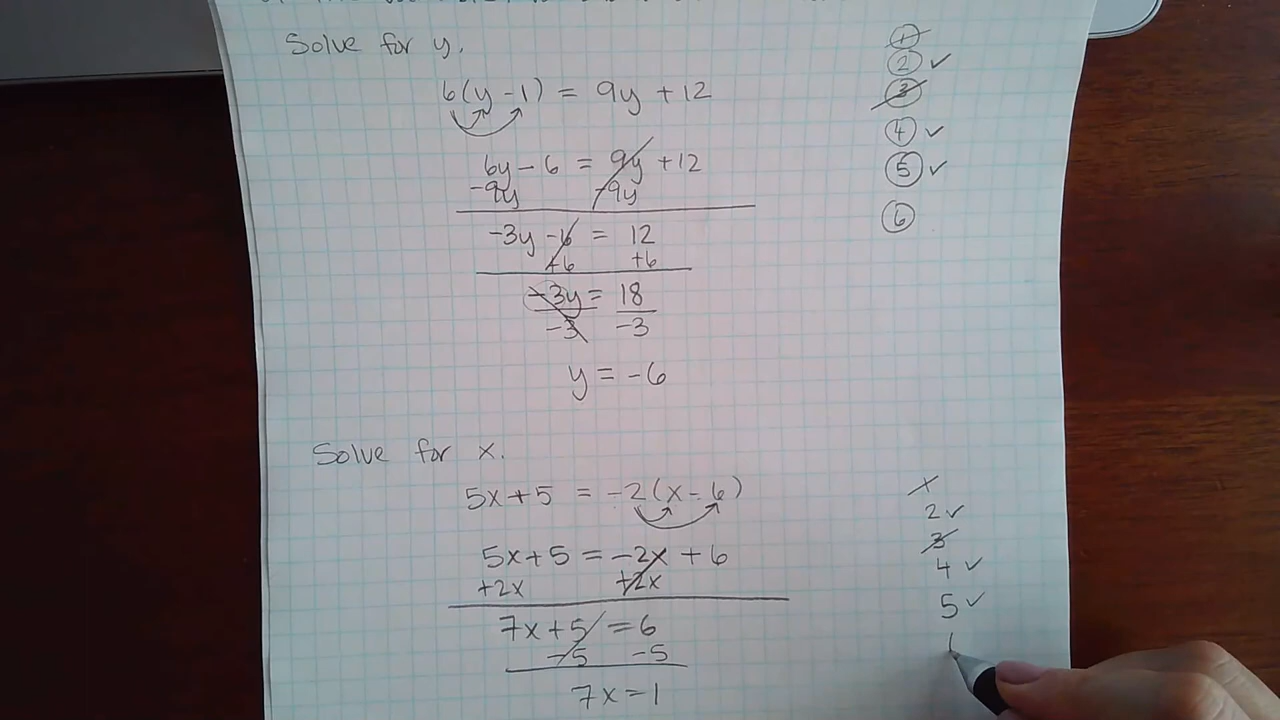 Solve for y.
6(y - 1) = 9y + 12
6y - 6 = 9y + 12
-9y -9y
-3y - 6 = 12
+6 +6
-3y = 18
-3 -3
y = -6
1
2 ✓
3
4 ✓
5 ✓
6
Solve for x.
5x + 5 = -2(x - 6)
5x + 5 = -2x + 6
+2x +2x
7x + 5 = 6
-5 -5
7x = 1
1
2 ✓
3
4 ✓
5 ✓